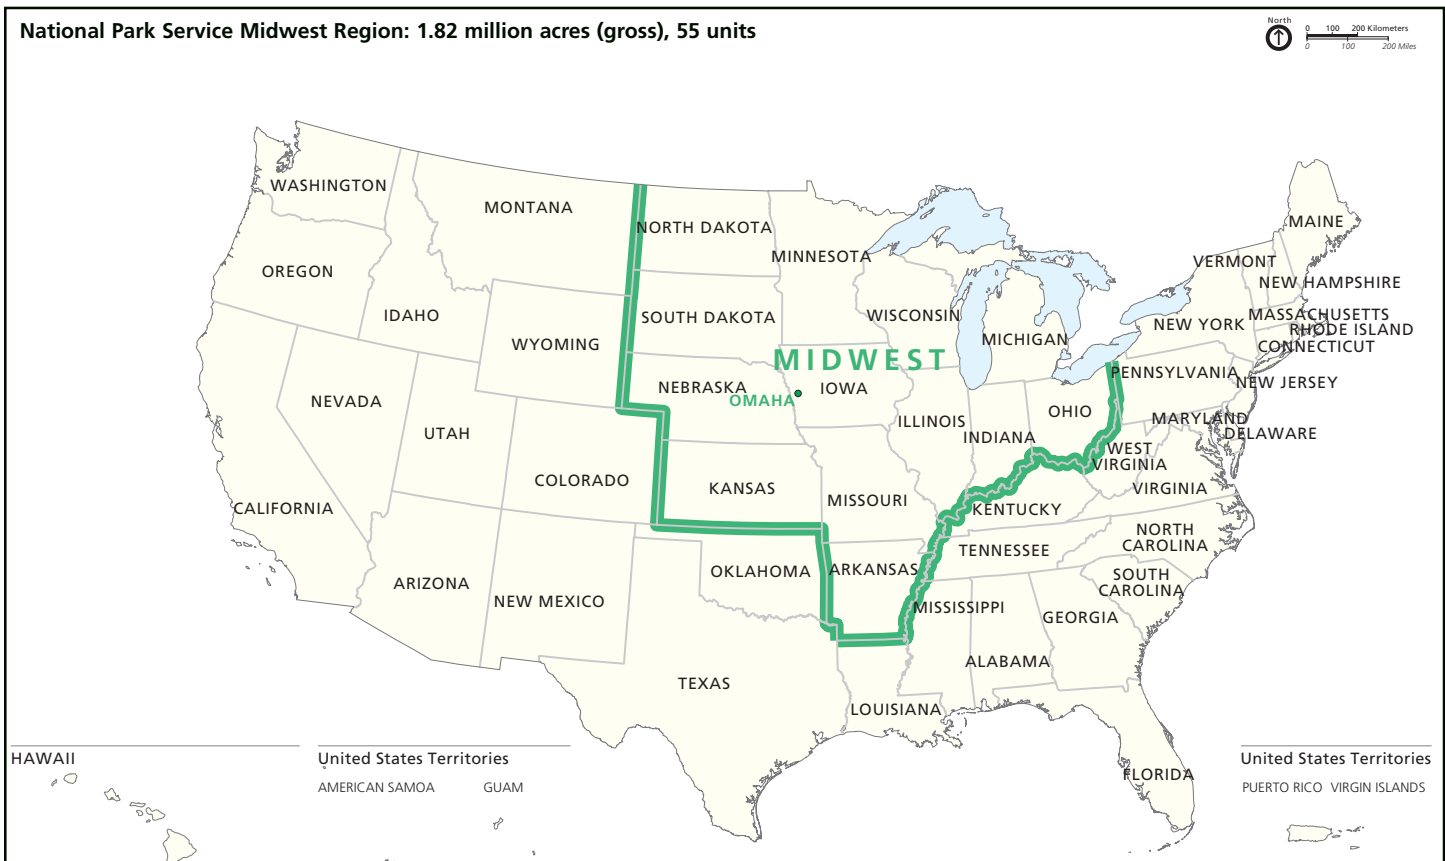 National Park Service Midwest Region: 1.82 million acres (gross), 55 units
North
0 100 200 Kilometers
0 100 200 Miles
WASHINGTON
MONTANA
NORTH DAKOTA
MINNESOTA
MAINE
VERMONT
NEW HAMPSHIRE
OREGON
IDAHO
WYOMING
SOUTH DAKOTA
WISCONSIN
MICHIGAN
NEW YORK
MASSACHUSETTS
RHODE ISLAND
CONNECTICUT
MIDWEST
NEVADA
UTAH
NEBRASKA
OMAHA
IOWA
ILLINOIS
INDIANA
OHIO
PENNSYLVANIA
NEW JERSEY
MARYLAND
DELAWARE
WEST
VIRGINIA
VIRGINIA
CALIFORNIA
COLORADO
KANSAS
MISSOURI
KENTUCKY
NORTH
CAROLINA
TENNESSEE
ARIZONA
NEW MEXICO
OKLAHOMA
ARKANSAS
SOUTH
CAROLINA
MISSISSIPPI
GEORGIA
ALABAMA
TEXAS
LOUISIANA
FLORIDA
HAWAII
United States Territories
AMERICAN SAMOA
GUAM
United States Territories
PUERTO RICO
VIRGIN ISLANDS